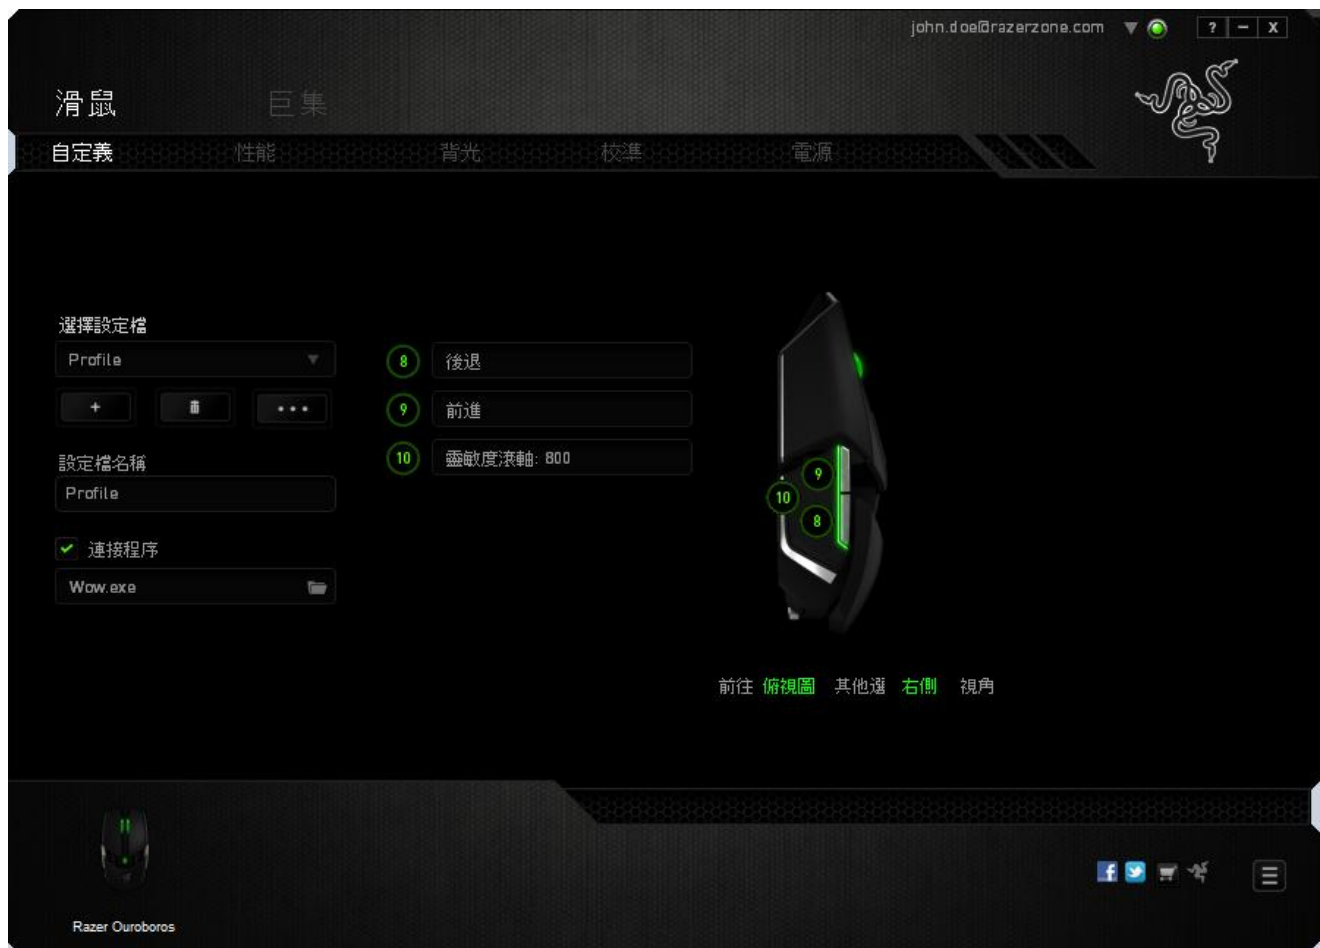 john.doe@razerzone.com
? – X
滑鼠 巨集
自定義 性能 背光 校準 電源
選擇設定檔
Profile
8 後退
+ •••
9 前進
設定檔名稱
10 靈敏度滾軸: 800
Profile
9
10
8
連接程序
Wow.exe
前往 俯視圖 其他選 右側 視角
Razer Ouroboros